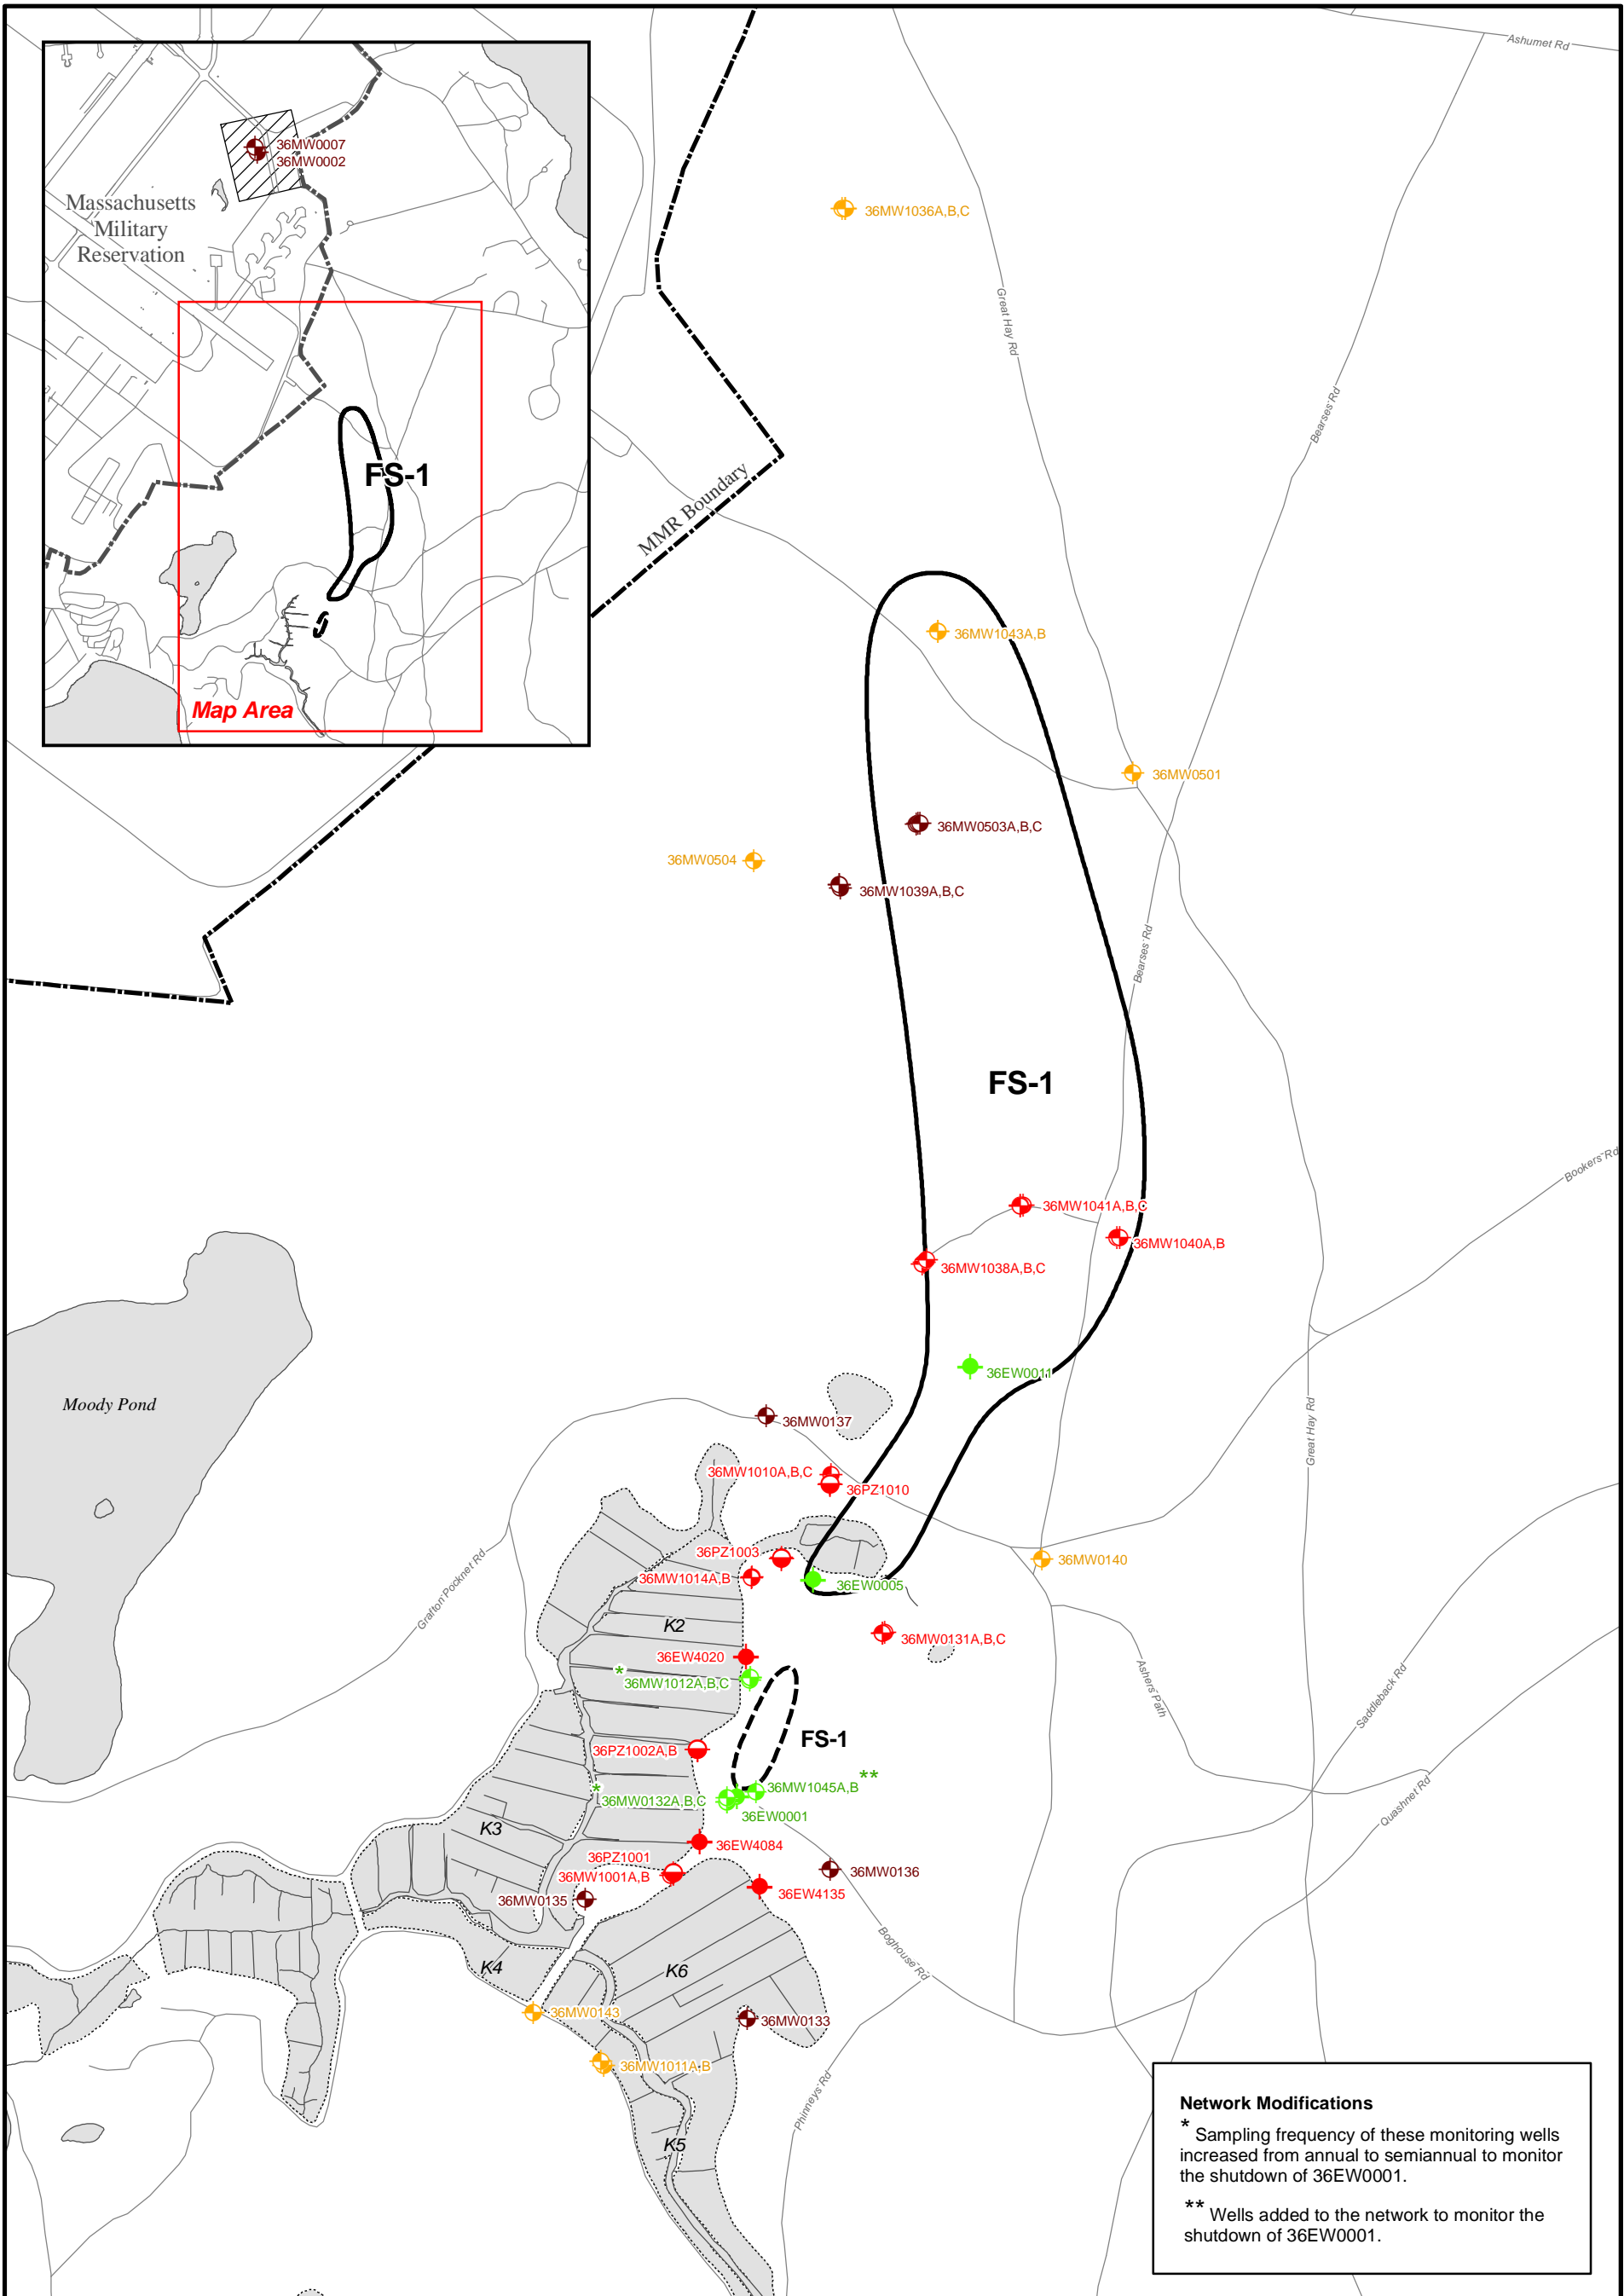 Ashumet Rd
36MW0007
36MW0002
Massachusetts
Military
Reservation
FS-1
Map Area
36MW1036A,B,C
Great Hay Rd
Bearses Rd
MMR Boundary
36MW1043A,B
36MW0501
36MW0503A,B,C
36MW0504
36MW1039A,B,C
Bearses Rd
FS-1
Bookers Rd
36MW1041A,B,C
36MW1040A,B
36MW1038A,B,C
36EW0011
Moody Pond
36MW0137
Great Hay Rd
36MW1010A,B,C
36PZ1010
36PZ1003
36MW0140
36MW1014A,B
36EW0005
Grafton Pocknet Rd
K2
36MW0131A,B,C
36EW4020
* 36MW1012A,B,C
Ashers Path
Saddleback Rd
FS-1
36PZ1002A,B
36MW1045A,B **
* 36MW0132A,B,C
36EW0001
Quashnet Rd
K3
36EW4084
36PZ1001
36MW1001A,B
36MW0136
36EW4135
36MW0135
Boghouse Rd
K4
K6
36MW0143
36MW0133
36MW1011A,B
Phinneys Rd
K5
Network Modifications
* Sampling frequency of these monitoring wells
increased from annual to semiannual to monitor
the shutdown of 36EW0001.
** Wells added to the network to monitor the
shutdown of 36EW0001.